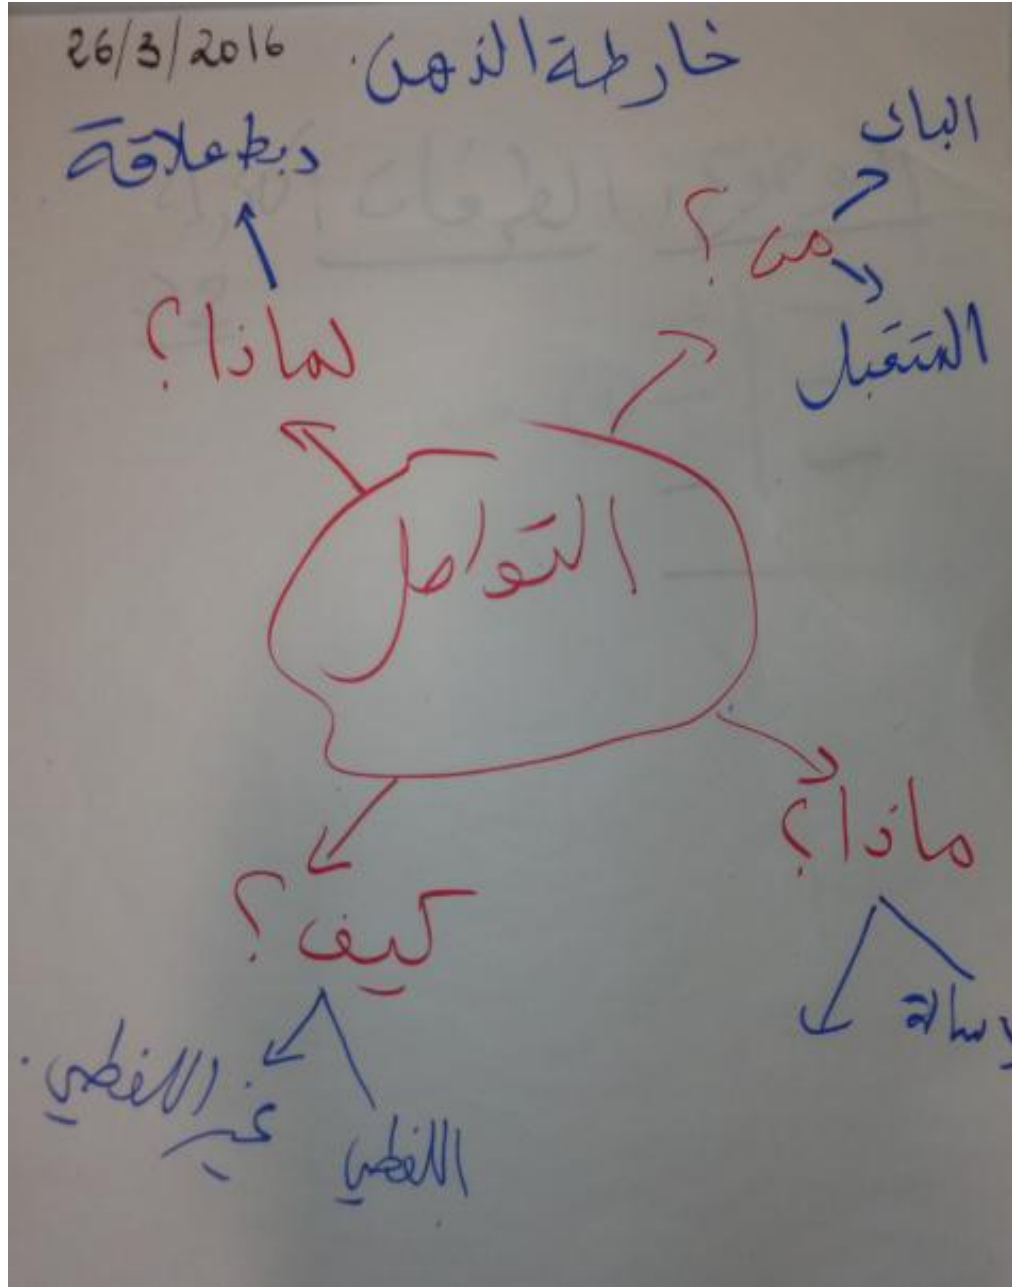 خارطة الذهن. 26/3/2016
الباث
من؟
المتقبل
ربط علاقة
لماذا؟
التواصل
ماذا؟
رسالة
كيف؟
اللفظي
غير اللفظي.